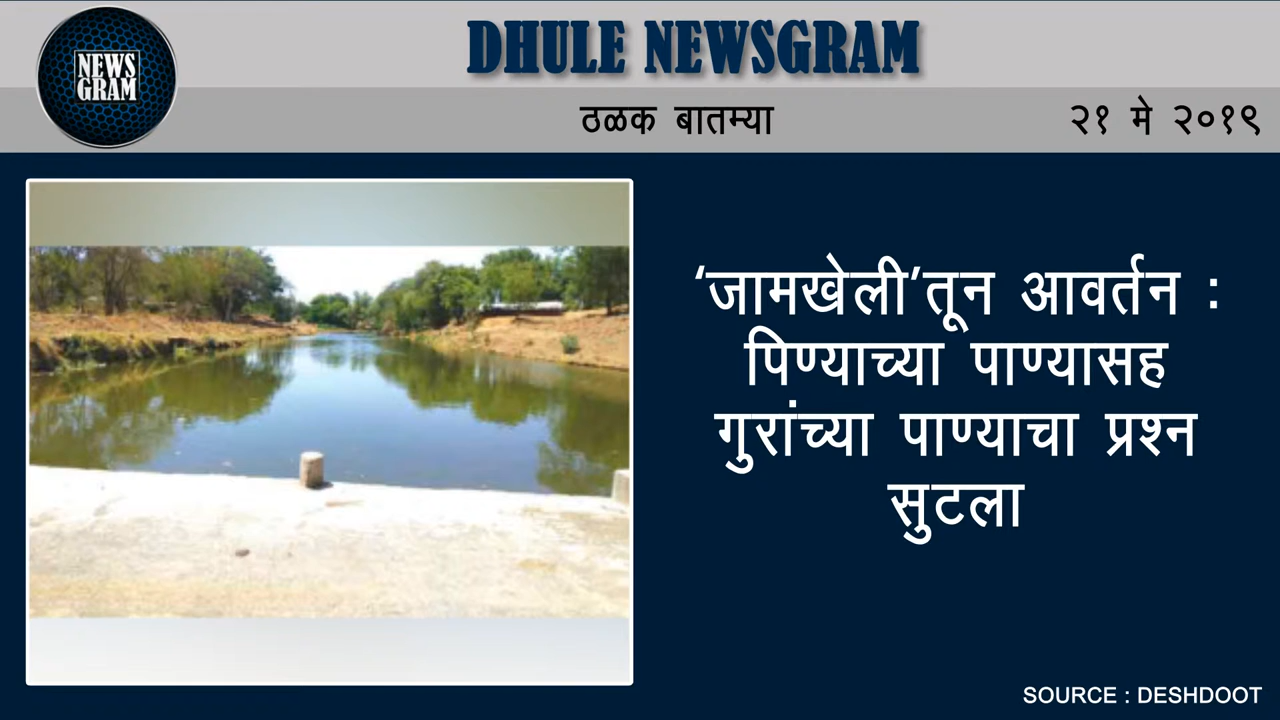 NEWS
GRAM
DHULE NEWSGRAM
ठळक बातम्या
२१ मे २०१९
‘जामखेली’तून आवर्तन :
पिण्याच्या पाण्यासह
गुरांच्या पाण्याचा प्रश्न
सुटला
SOURCE : DESHDOOT